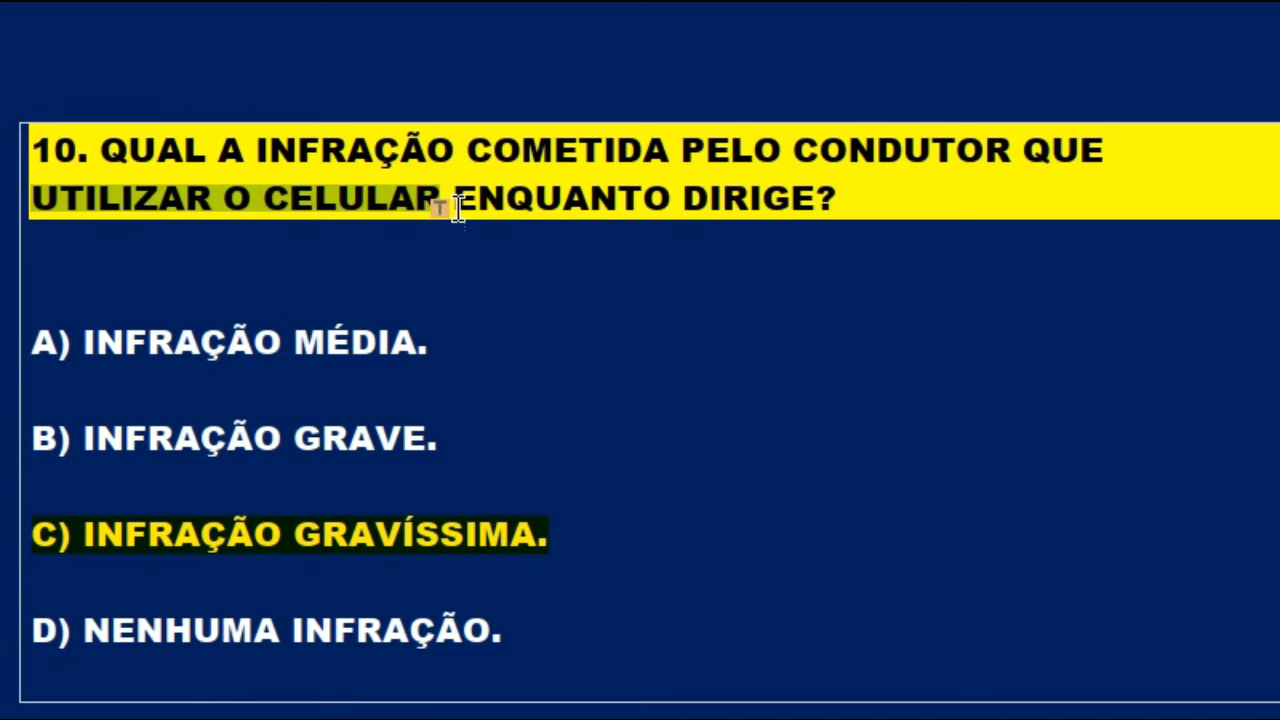 10. QUAL A INFRAÇÃO COMETIDA PELO CONDUTOR QUE
UTILIZAR O CELULAR ENQUANTO DIRIGE?
A) INFRAÇÃO MÉDIA.
B) INFRAÇÃO GRAVE.
C) INFRAÇÃO GRAVÍSSIMA.
D) NENHUMA INFRAÇÃO.